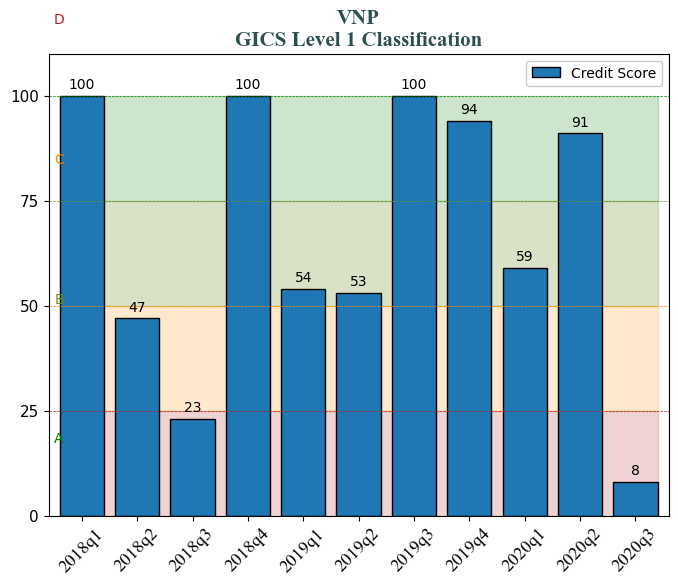 D
VNP
GICS Level 1 Classification
Credit Score
100
100
100
100
94
91
C
75
59
54
53
B
50
47
25
23
A
8
0
2018q1
2018q2
2018q3
2018q4
2019q1
2019q2
2019q3
2019q4
2020q1
2020q2
2020q3